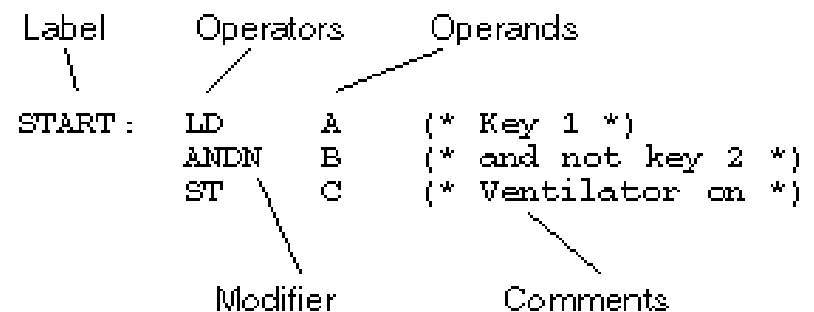 Label Operators Operands
START: LD A (* Key 1 *)
ANDN B (* and not key 2 *)
ST C (* Ventilator on *)
Modifier Comments